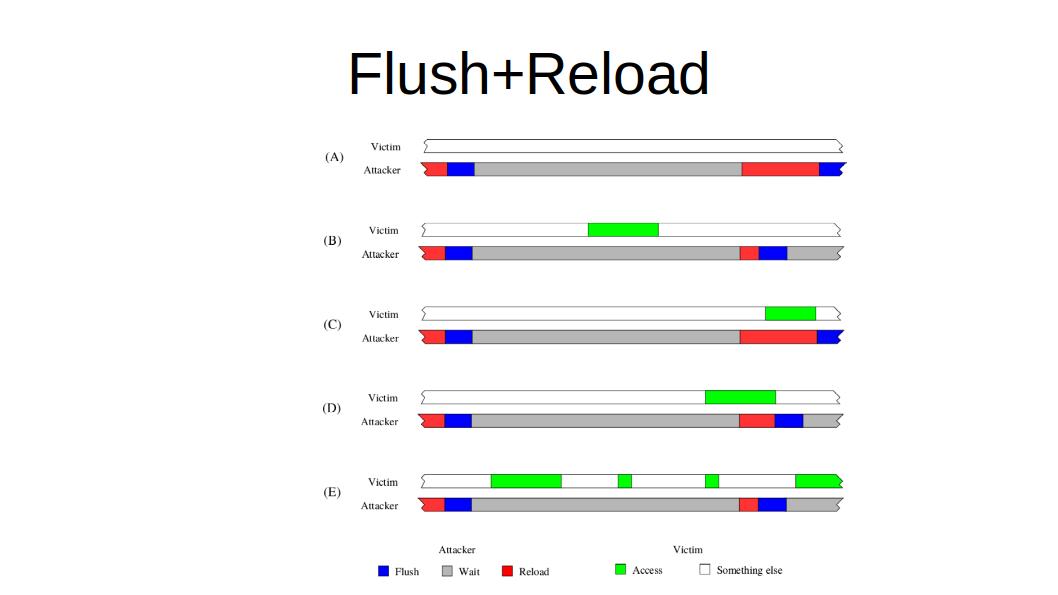 Flush+Reload
(A)
Victim
Attacker
(B)
Victim
Attacker
(C)
Victim
Attacker
(D)
Victim
Attacker
(E)
Victim
Attacker
Attacker
Victim
Flush Wait Reload Access Something else